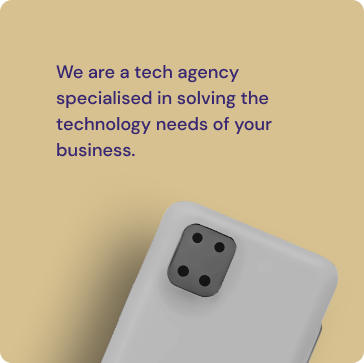 We are a tech agency
specialised in solving the
technology needs of your
business.